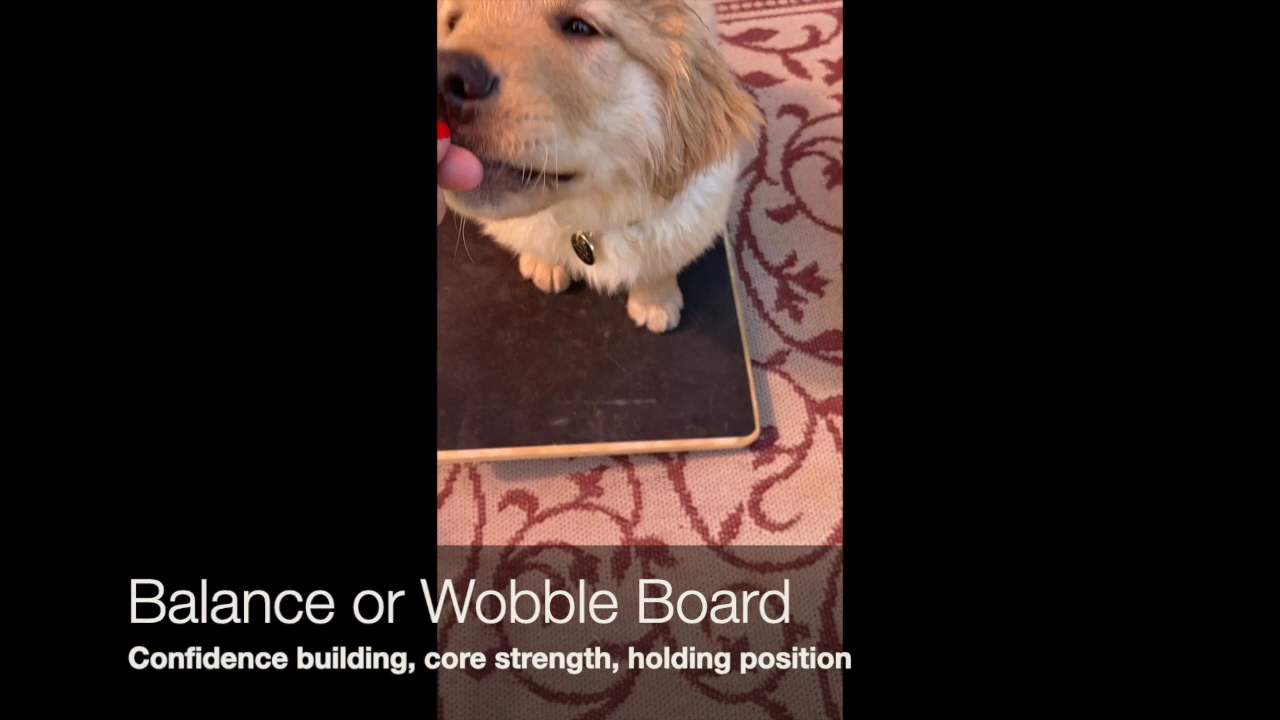 Balance or Wobble Board
Confidence building, core strength, holding position